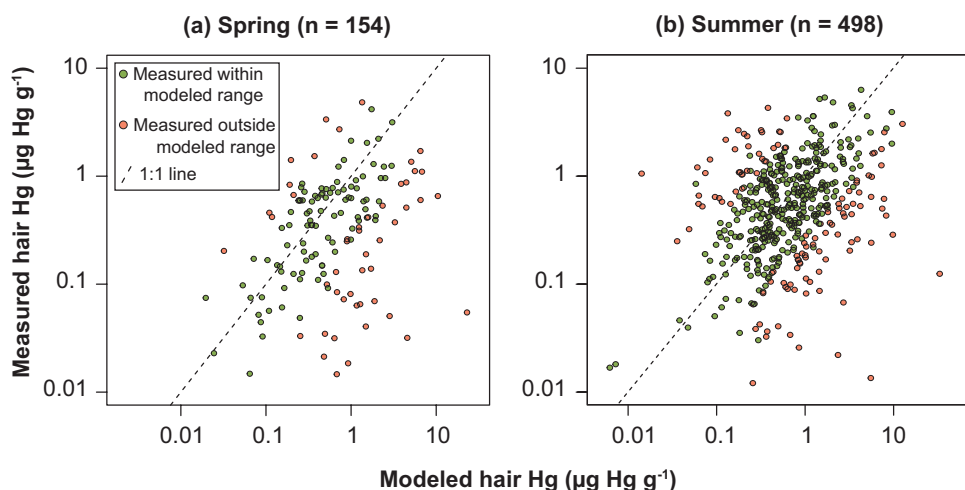 (a) Spring (n = 154)
(b) Summer (n = 498)
Measured hair Hg (µg Hg g⁻¹)
10
1
0.1
0.01
Measured within
modeled range
Measured outside
modeled range
1:1 line
0.01 0.1 1 10
10
1
0.1
0.01
0.01 0.1 1 10
Modeled hair Hg (µg Hg g⁻¹)